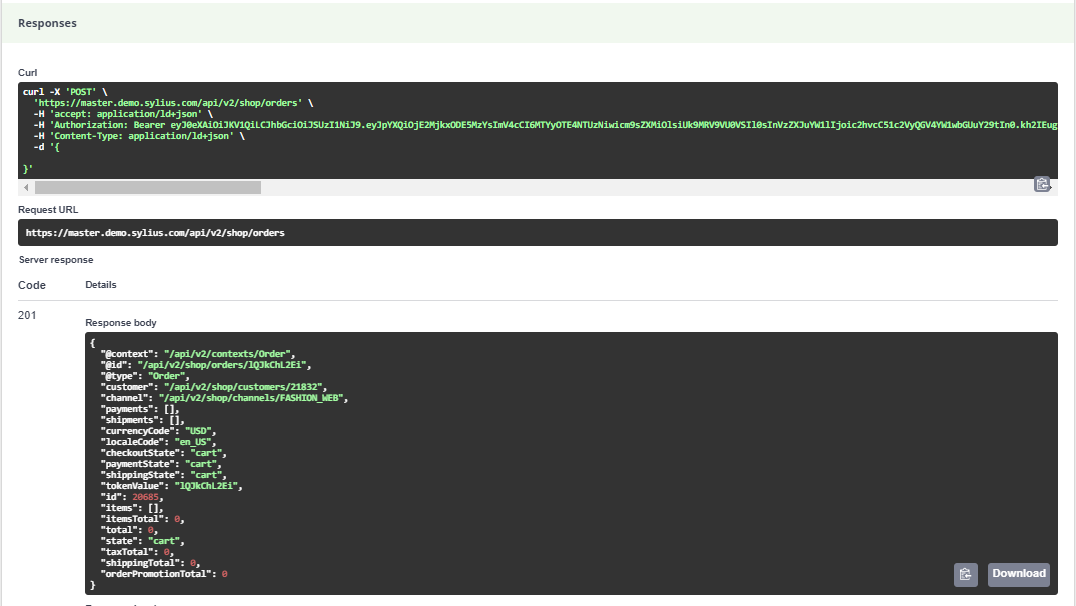 Responses
Curl
curl -X 'POST' \
'https://master.demo.sylius.com/api/v2/shop/orders' \
-H 'accept: application/ld+json' \
-H 'Authorization: Bearer eyJ0eXAiOiJKV1QiLCJhbGciOiJSUzI1NiJ9.eyJpYXQiOjE2MjkxODE5MzYsImV4cCI6MTYyOTE4NTUzNiwicm9sZXMiOlsiUk9MRV9VU0VSIl0sInVzZXJuYW1lIjoic2hvcC51c2VyQGV4YW1wbGUuY29tIn0.kh2IEug
-H 'Content-Type: application/ld+json' \
-d '{
}'
Request URL
https://master.demo.sylius.com/api/v2/shop/orders
Server response
Code Details
201
Response body
{
"@context": "/api/v2/contexts/Order",
"@id": "/api/v2/shop/orders/lQJkChL2Ei",
"@type": "Order",
"customer": "/api/v2/shop/customers/21832",
"channel": "/api/v2/shop/channels/FASHION_WEB",
"payments": [],
"shipments": [],
"currencyCode": "USD",
"localeCode": "en_US",
"checkoutState": "cart",
"paymentState": "cart",
"shippingState": "cart",
"tokenValue": "lQJkChL2Ei",
"id": 20685,
"items": [],
"itemsTotal": 0,
"total": 0,
"state": "cart",
"taxTotal": 0,
"shippingTotal": 0,
"orderPromotionTotal": 0
}
Download